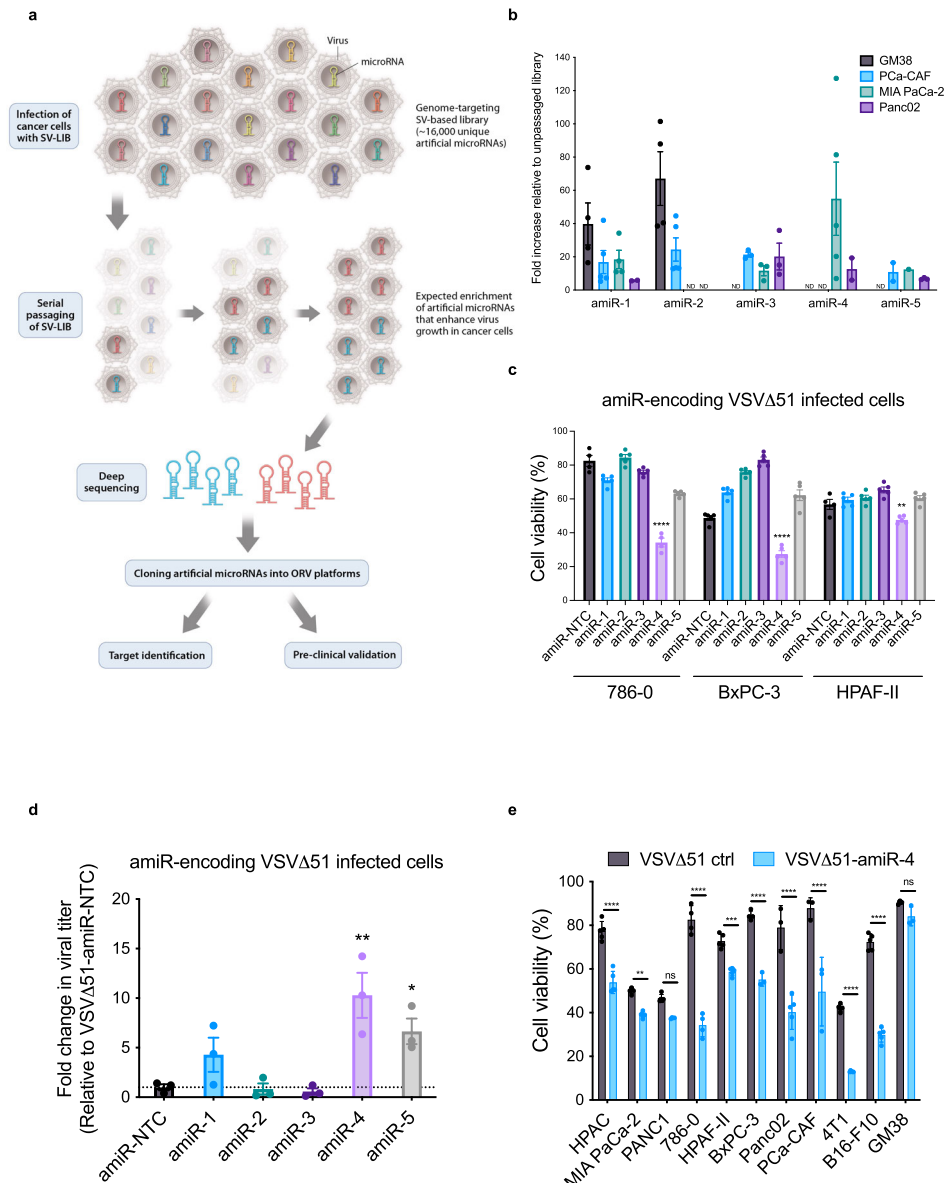 a
Virus
microRNA
Infection of
cancer cells
with SV-LIB
Genome-targeting
SV-based library
(~16,000 unique
artificial microRNAs)
Serial
passaging
of SV-LIB
Expected enrichment
of artificial microRNAs
that enhance virus
growth in cancer cells
Deep
sequencing
Cloning artificial microRNAs into ORV platforms
Target identification
Pre-clinical validation
b
Fold increase relative to unpassaged library
140
120
100
80
60
40
20
0
GM38
PCa-CAF
MIA PaCa-2
Panc02
ND ND ND ND ND ND
amiR-1 amiR-2 amiR-3 amiR-4 amiR-5
c
amiR-encoding VSVΔ51 infected cells
Cell viability (%)
100
80
60
40
20
0
**** **** **
amiR-NTC amiR-1 amiR-2 amiR-3 amiR-4 amiR-5 amiR-NTC amiR-1 amiR-2 amiR-3 amiR-4 amiR-5 amiR-NTC amiR-1 amiR-2 amiR-3 amiR-4 amiR-5
786-0 BxPC-3 HPAF-II
d
amiR-encoding VSVΔ51 infected cells
Fold change in viral titer
(Relative to VSVΔ51-amiR-NTC)
20
15
10
5
0
** *
amiR-NTC amiR-1 amiR-2 amiR-3 amiR-4 amiR-5
e
VSVΔ51 ctrl VSVΔ51-amiR-4
Cell viability (%)
100
80
60
40
20
0
**** ** ns **** *** **** **** **** **** **** ns
HPAC MIA PaCa-2 PANC1 786-0 HPAF-II BxPC-3 Panc02 PCa-CAF 4T1 B16-F10 GM38